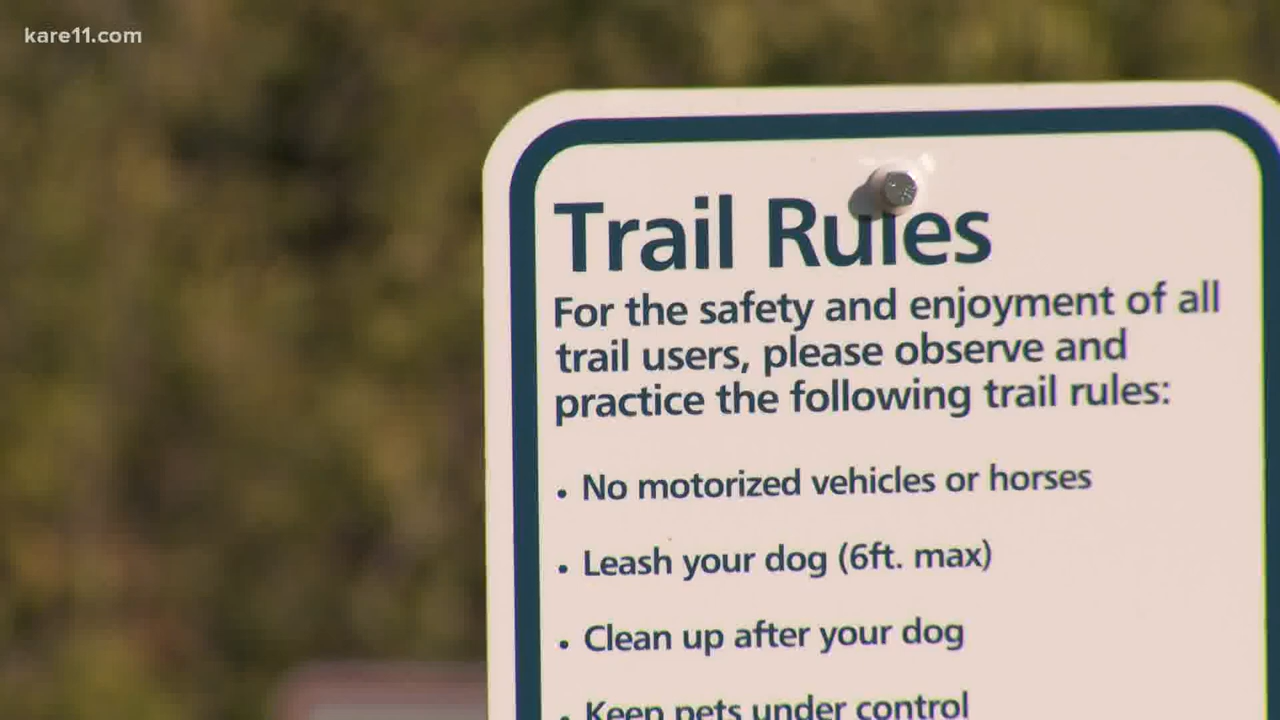 kare11.com
Trail Rules
For the safety and enjoyment of all
trail users, please observe and
practice the following trail rules:
• No motorized vehicles or horses
• Leash your dog (6ft. max)
• Clean up after your dog
• Keep pets under control